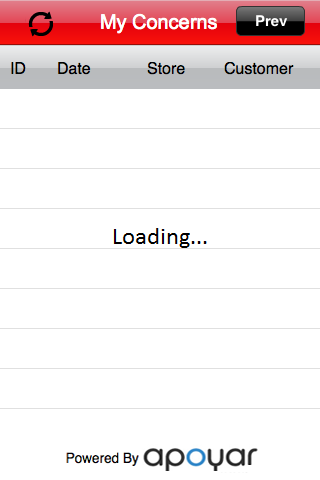 My Concerns Prev
ID Date Store Customer
Loading...
Powered By apoyar